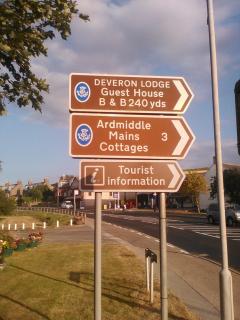 DEVERON LODGE
Guest House
B & B 240 yds
Ardmiddle
Mains 3
Cottages
i Tourist
information